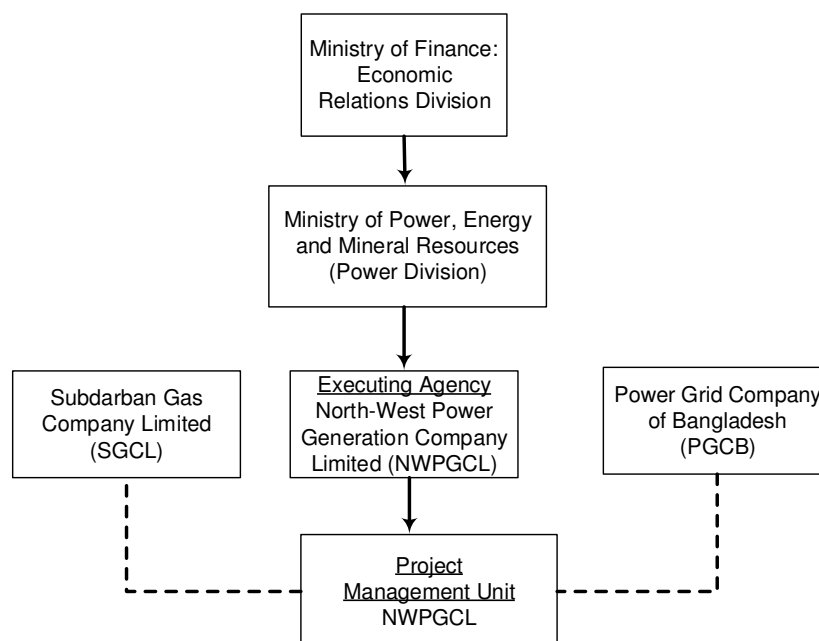 Ministry of Finance:
Economic
Relations Division
Ministry of Power, Energy
and Mineral Resources
(Power Division)
Subdarban Gas
Company Limited
(SGCL)
Executing Agency
North-West Power
Generation Company
Limited (NWPGCL)
Power Grid Company
of Bangladesh
(PGCB)
Project
Management Unit
NWPGCL